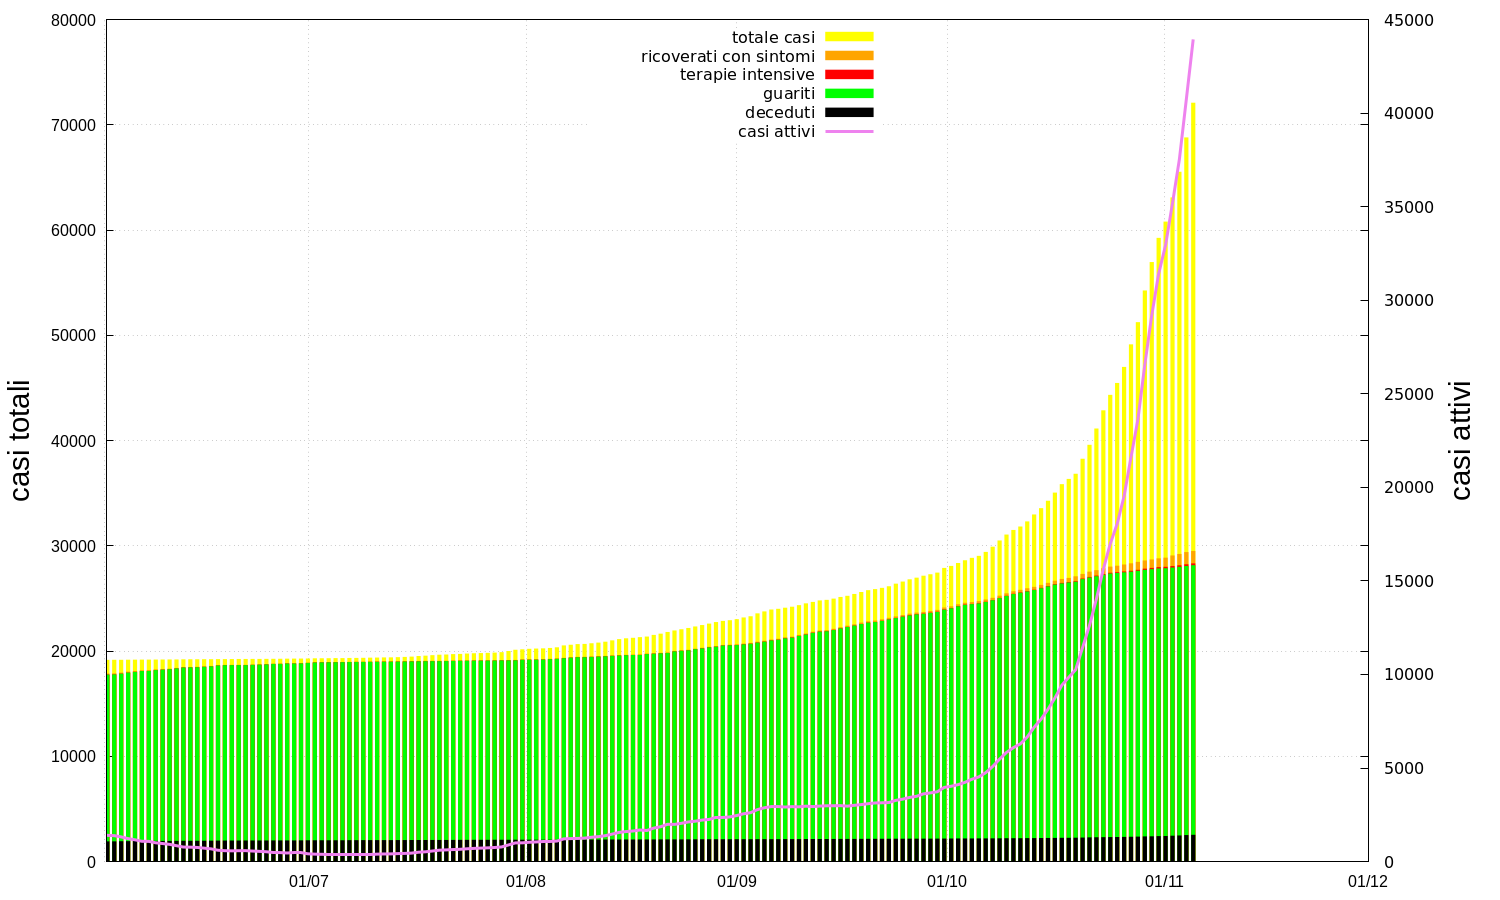 totale casi
ricoverati con sintomi
terapie intensive
guariti
deceduti
casi attivi
casi totali
80000
70000
60000
50000
40000
30000
20000
10000
0
casi attivi
45000
40000
35000
30000
25000
20000
15000
10000
5000
0
01/07 01/08 01/09 01/10 01/11 01/12